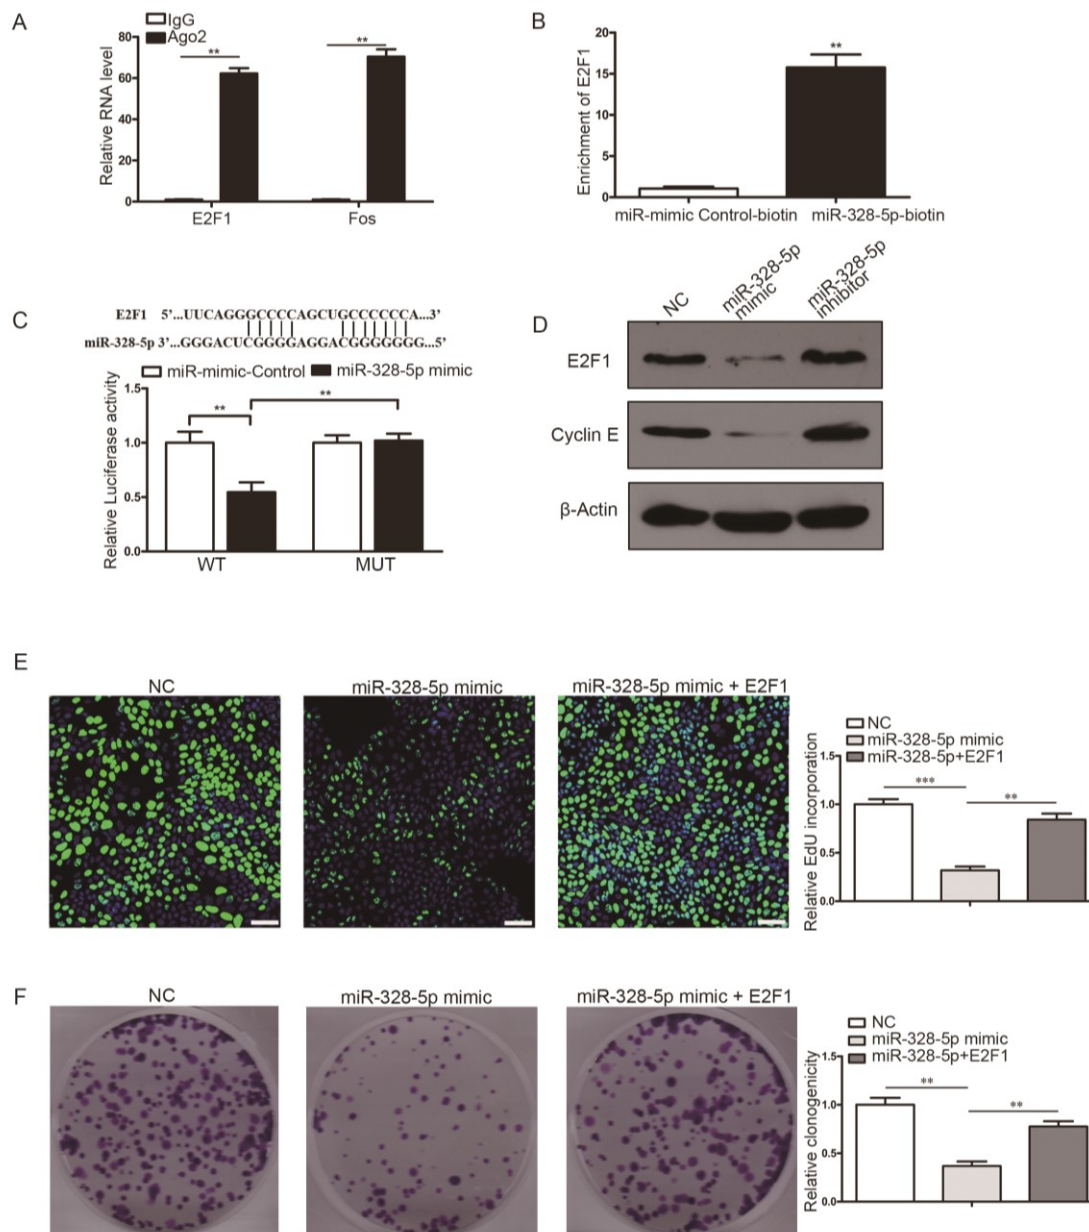 A
IgG
Ago2
Relative RNA level
80
60
40
20
0
**
**
E2F1
Fos
B
Enrichment of E2F1
20
15
10
5
0
**
miR-mimic Control-biotin
miR-328-5p-biotin
C
E2F1 5’...UUCAGGGCCCCCAGCUGCCCCCCA...3’
miR-328-5p 3’...GGGACUCGGGGAGGACGGGGGGG...5’
miR-mimic-Control
miR-328-5p mimic
Relative Luciferase activity
1.5
1.0
0.5
0.0
**
**
WT
MUT
D
NC
miR-328-5p mimic
miR-328-5p inhibitor
E2F1
Cyclin E
β-Actin
E
NC
miR-328-5p mimic
miR-328-5p mimic + E2F1
NC
miR-328-5p mimic
miR-328-5p+E2F1
Relative EdU incorporation
1.5
1.0
0.5
0.0
***
**
F
NC
miR-328-5p mimic
miR-328-5p mimic + E2F1
NC
miR-328-5p mimic
miR-328-5p+E2F1
Relative clonogenicity
1.5
1.0
0.5
0.0
**
**